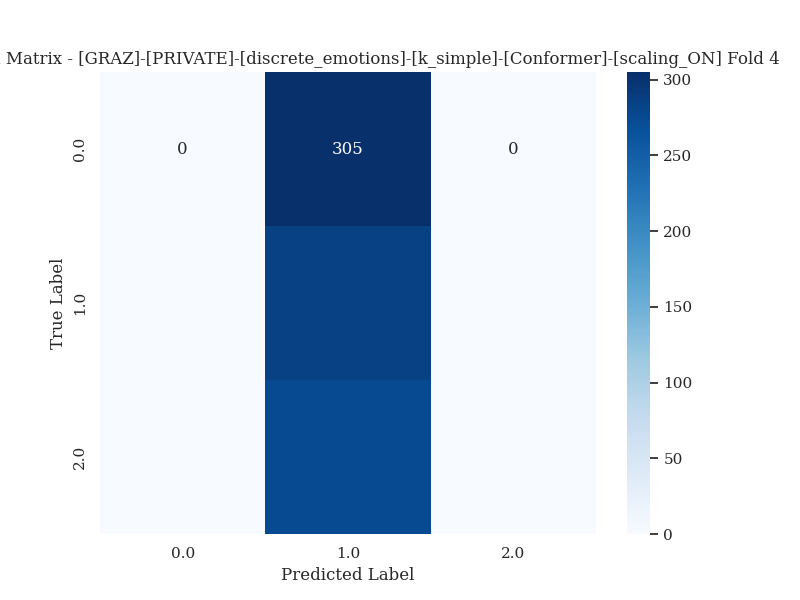 Matrix - [GRAZ]-[PRIVATE]-[discrete_emotions]-[k_simple]-[Conformer]-[scaling_ON] Fold 4
0 305 0
0.0
1.0
2.0
True Label
0.0 1.0 2.0
Predicted Label
300
250
200
150
100
50
0